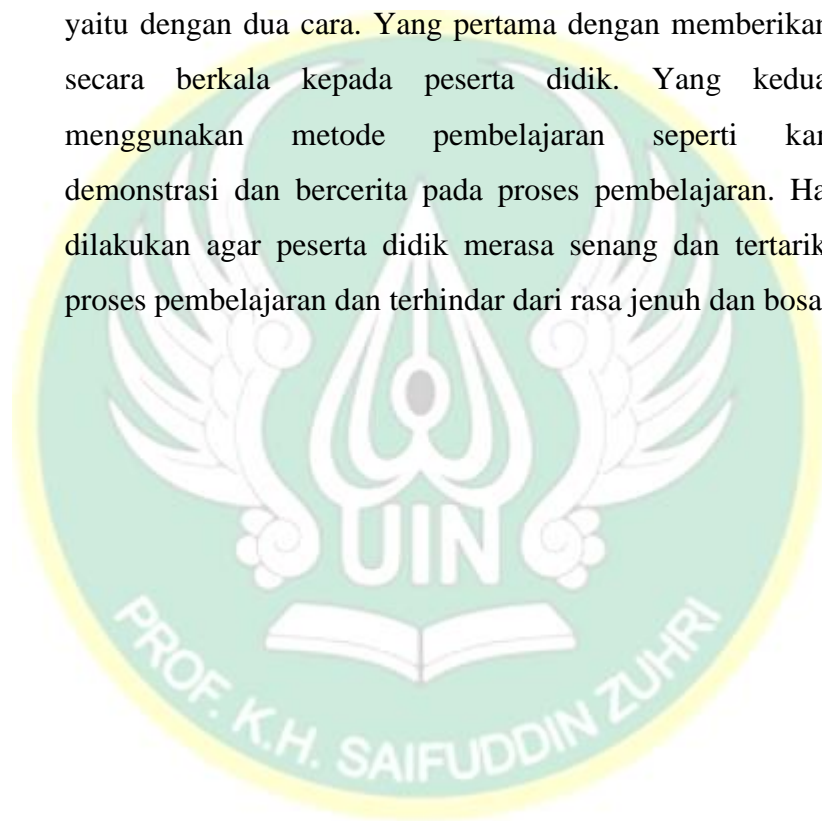 yaitu dengan dua cara. Yang pertama dengan memberikan
secara berkala kepada peserta didik. Yang kedua
menggunakan metode pembelajaran seperti
demonstrasi dan bercerita pada proses pembelajaran.
dilakukan agar peserta didik merasa senang dan tertarik
proses pembelajaran dan terhindar dari rasa jenuh dan
UIN
PROF. K.H. SAIFUDDIN ZUHRI